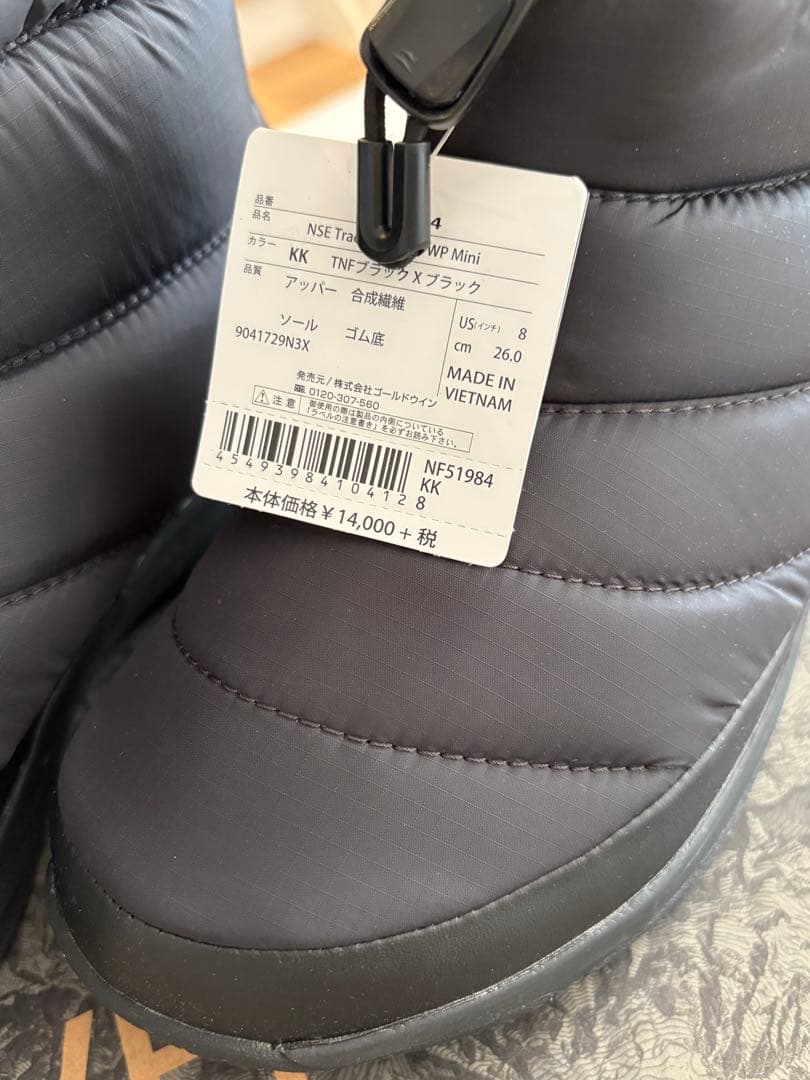 品番 4
品名 NSE Tra WP Mini
カラー KK TNFブラック X ブラック
品質 アッパー 合成繊維
ソール ゴム底
9041729N3X
US(インチ) 8
cm 26.0
MADE IN
VIETNAM
発売元/株式会社ゴールドウイン
0120-307-560
注意 御使用の際は製品の内側についている
「ラベルの注意書き」を必ずお読み下さい。
4549398410412 8
NF51984
KK
本体価格￥14,000+税